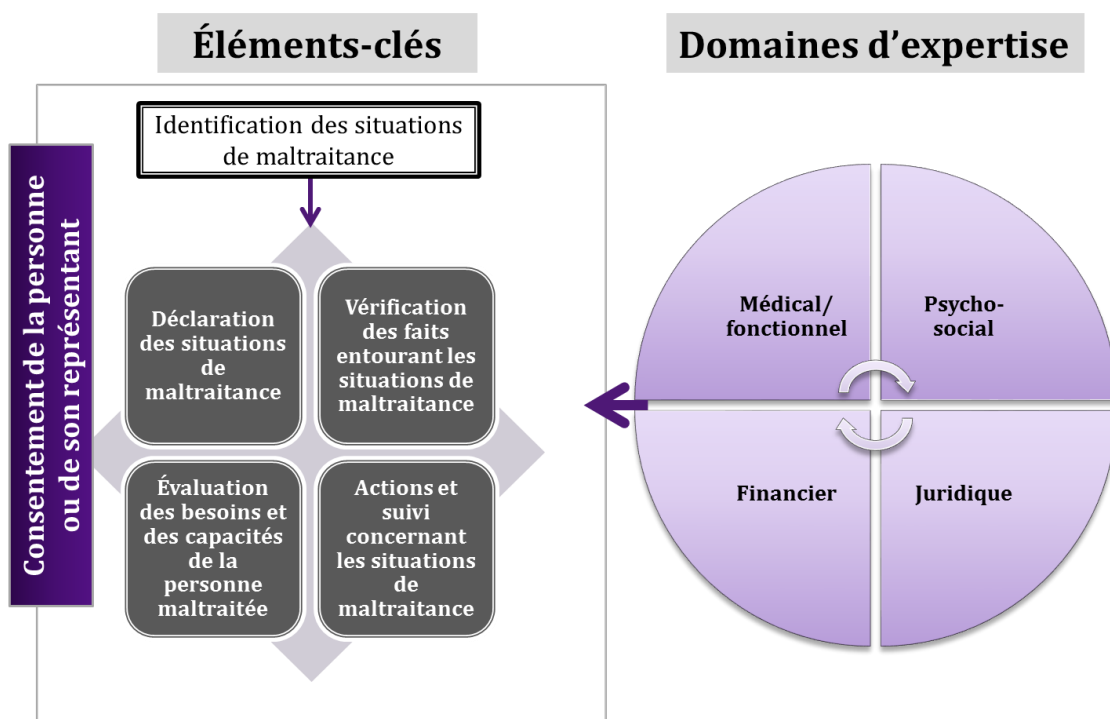 Éléments-clés
Domaines d’expertise
Identification des situations
de maltraitance
Consentement de la personne
ou de son représentant
Déclaration
des situations
de
maltraitance
Vérification
des faits
entourant les
situations de
maltraitance
Évaluation
des besoins et
des capacités
de la
personne
maltraitée
Actions et
suivi
concernant
les situations
de
maltraitance
Médical/
fonctionnel
Psycho-
social
Financier
Juridique